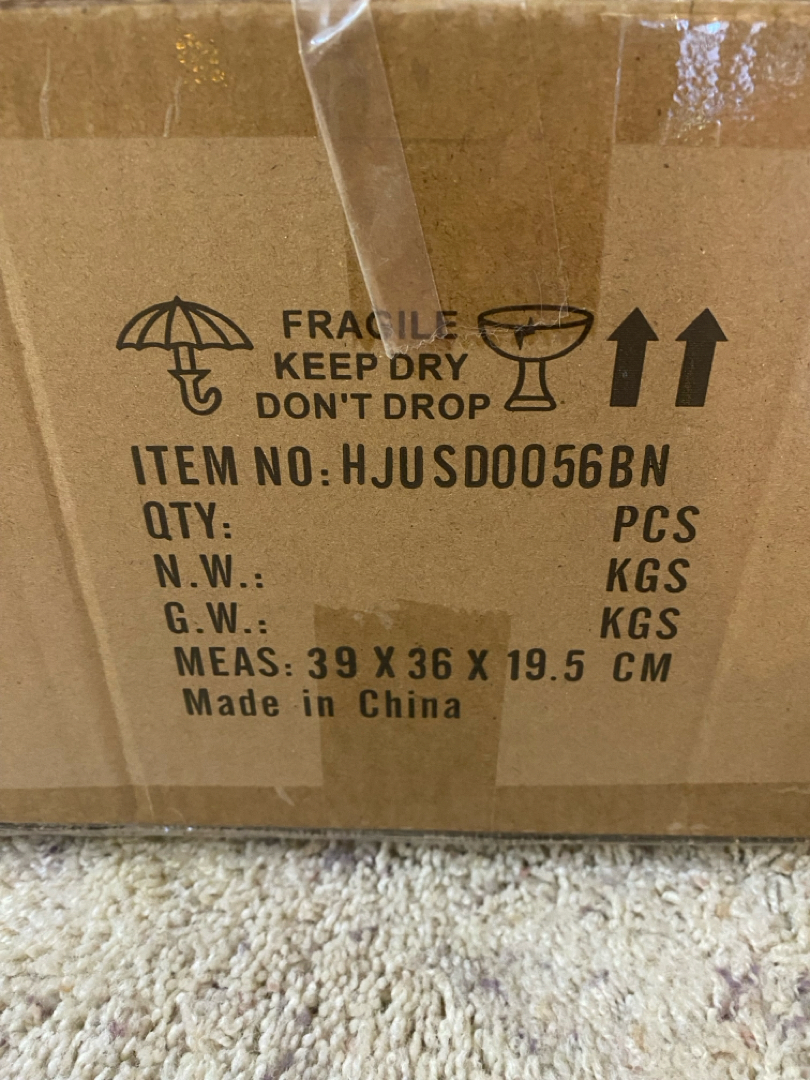 FRAGILE
KEEP DRY
DON'T DROP
ITEM NO: HJUSD0056BN
QTY: PCS
N.W.: KGS
G.W.: KGS
MEAS: 39 X 36 X 19.5 CM
Made in China